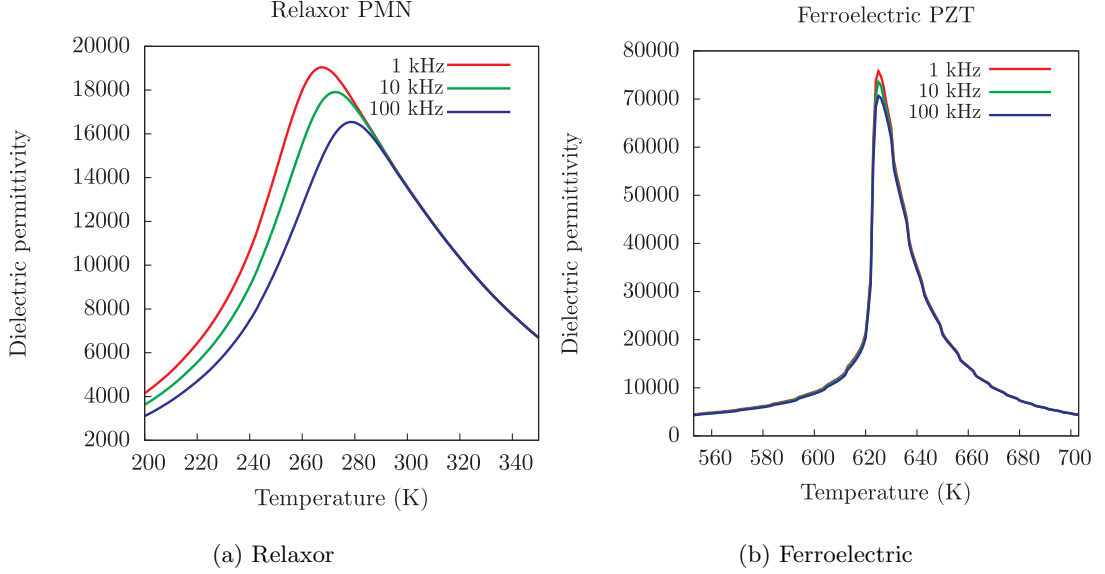 Relaxor PMN
Dielectric permittivity
20000
18000
16000
14000
12000
10000
8000
6000
4000
2000
1 kHz
10 kHz
100 kHz
200 220 240 260 280 300 320 340
Temperature (K)
(a) Relaxor
Ferroelectric PZT
Dielectric permittivity
80000
70000
60000
50000
40000
30000
20000
10000
0
1 kHz
10 kHz
100 kHz
560 580 600 620 640 660 680 700
Temperature (K)
(b) Ferroelectric